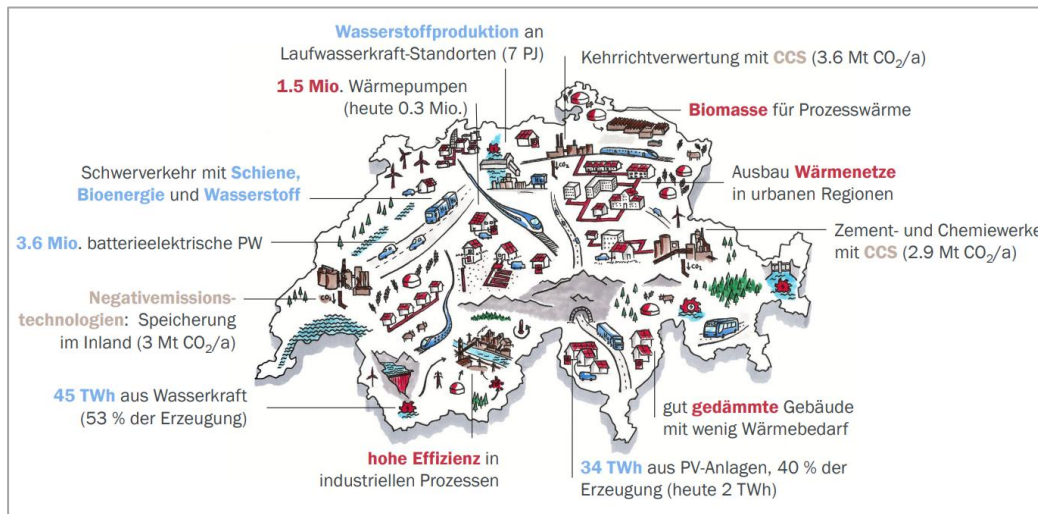 Wasserstoffproduktion an
Laufwasserkraft-Standorten (7 PJ)
Kehrrichtverwertung mit CCS (3.6 Mt CO₂/a)
1.5 Mio. Wärmepumpen
(heute 0.3 Mio.)
Biomasse für Prozesswärme
Schwerverkehr mit Schiene,
Bioenergie und Wasserstoff
Ausbau Wärmenetze
in urbanen Regionen
3.6 Mio. batterieelektrische PW
Zement- und Chemiewerke
mit CCS (2.9 Mt CO₂/a)
Negativemissions-
technologien: Speicherung
im Inland (3 Mt CO₂/a)
45 TWh aus Wasserkraft
(53 % der Erzeugung)
hohe Effizienz in
industriellen Prozessen
gut gedämmte Gebäude
mit wenig Wärmebedarf
34 TWh aus PV-Anlagen, 40 % der
Erzeugung (heute 2 TWh)
CO₂
CO₂
CO₂